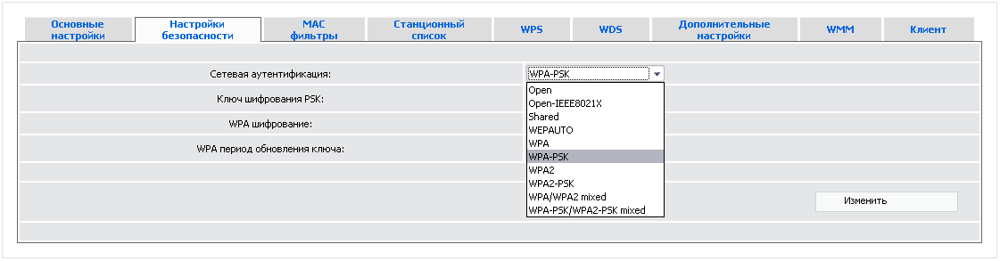 Основные
настройки
Настройки
безопасности
MAC
фильтры
Станционный
список
WPS
WDS
Дополнительные
настройки
WMM
Клиент
Сетевая аутентификация:
WPA-PSK
Ключ шифрования PSK:
WPA шифрование:
WPA период обновления ключа:
Open
Open-IEEE8021X
Shared
WEPAUTO
WPA
WPA-PSK
WPA2
WPA2-PSK
WPA/WPA2 mixed
WPA-PSK/WPA2-PSK mixed
Изменить